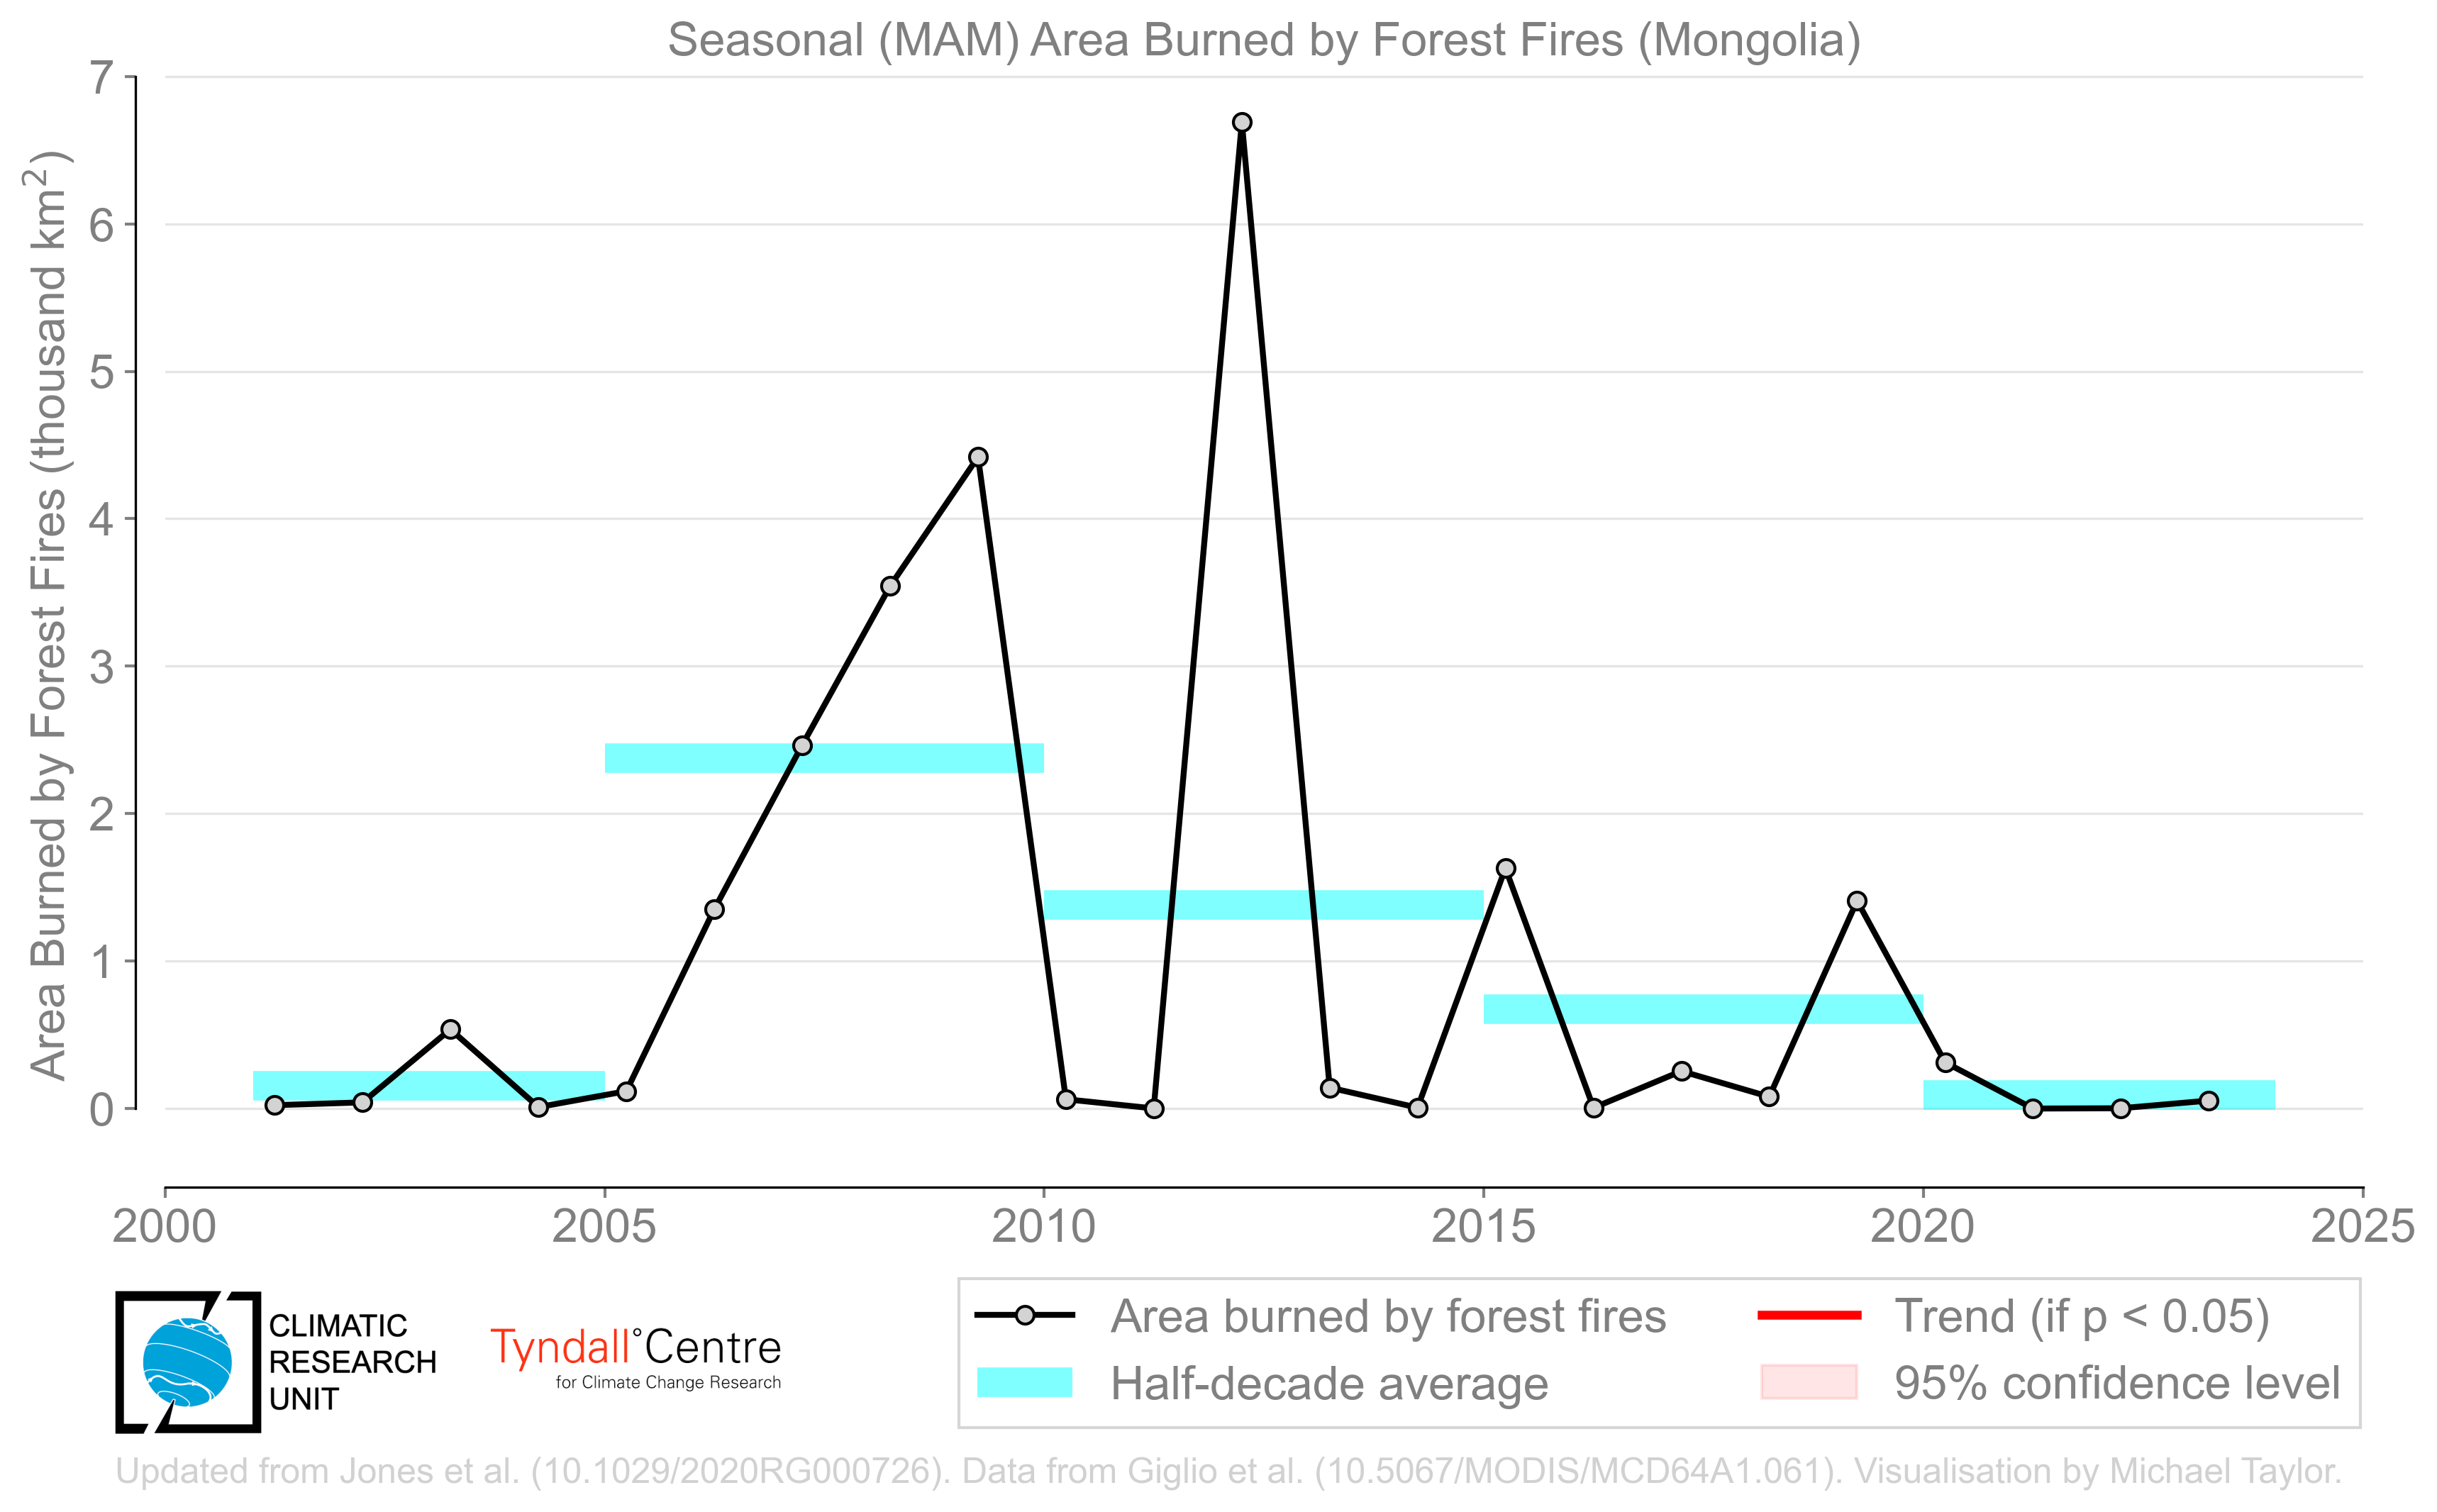 Seasonal (MAM) Area Burned by Forest Fires (Mongolia)
Area Burned by Forest Fires (thousand km²)
7
6
5
4
3
2
1
0
2000 2005 2010 2015 2020 2025
CLIMATIC
RESEARCH
UNIT
Tyndall°Centre
for Climate Change Research
Area burned by forest fires
Half-decade average
Trend (if p < 0.05)
95% confidence level
Updated from Jones et al. (10.1029/2020RG000726). Data from Giglio et al. (10.5067/MODIS/MCD64A1.061). Visualisation by Michael Taylor.